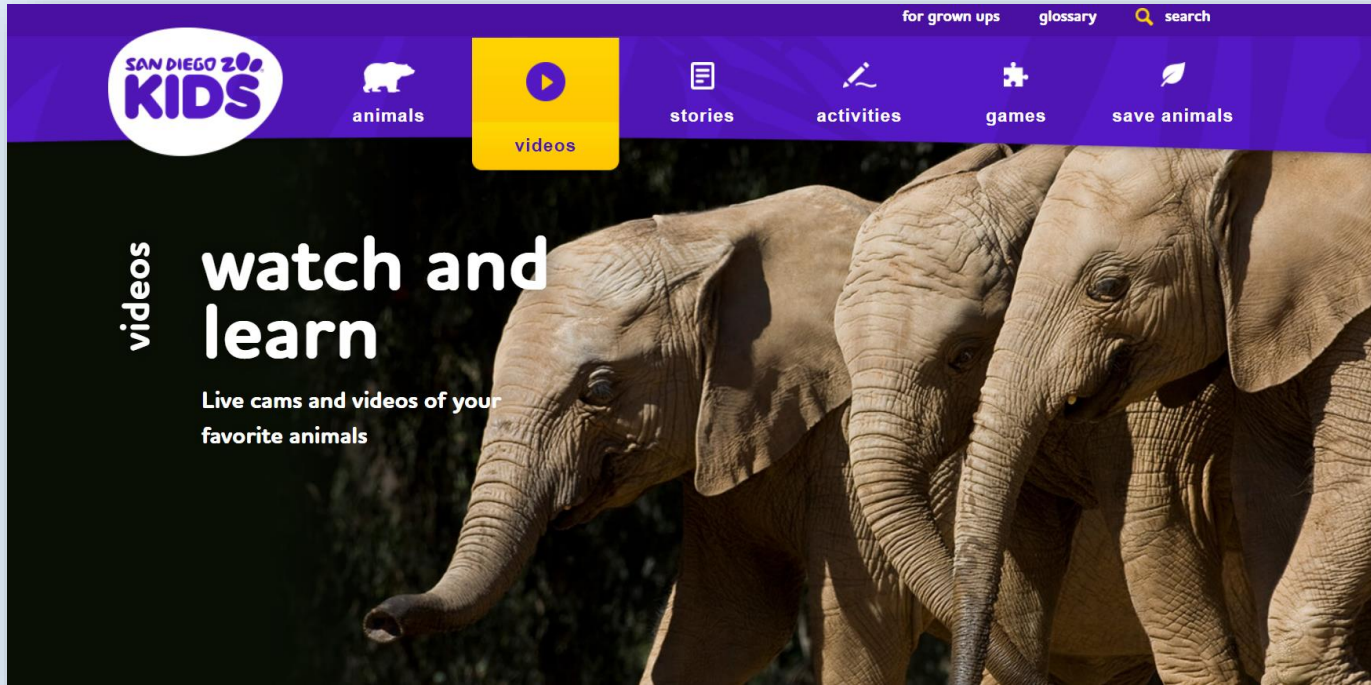 for grown ups
glossary
search
SAN DIEGO ZOO
KIDS
animals
videos
stories
activities
games
save animals
videos
watch and
learn
Live cams and videos of your
favorite animals